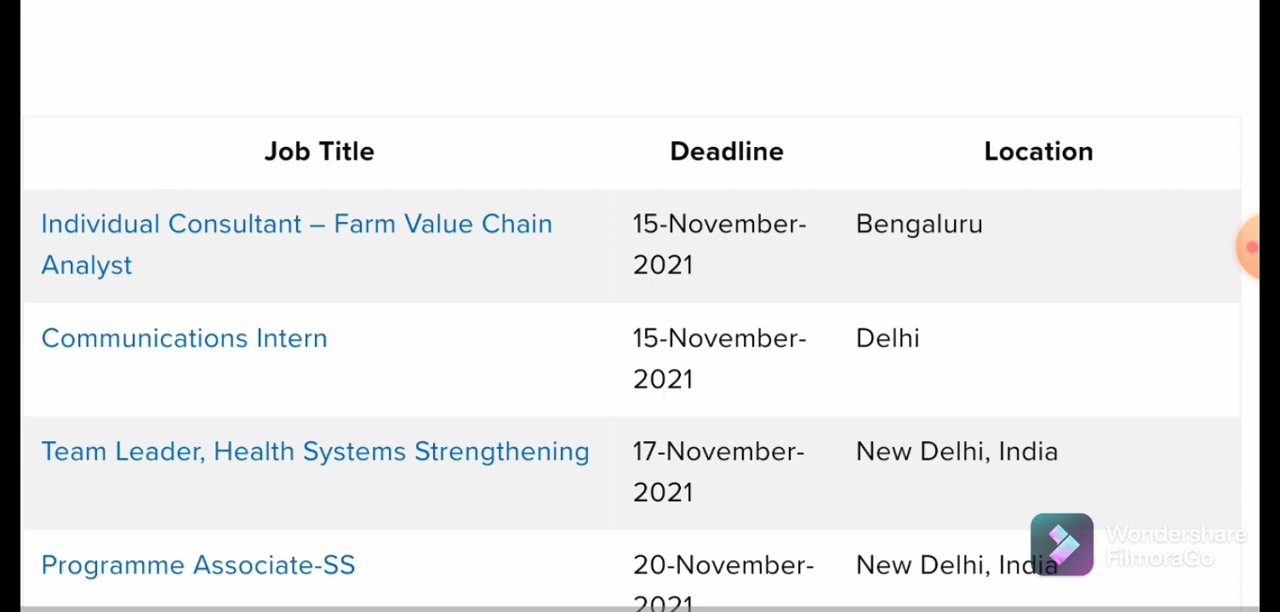 Job Title Deadline Location
Individual Consultant – Farm Value Chain
Analyst
15-November-
2021
Bengaluru
Communications Intern
15-November-
2021
Delhi
Team Leader, Health Systems Strengthening
17-November-
2021
New Delhi, India
Programme Associate-SS
20-November-
2021
New Delhi, India
Wondershare
FilmoraGo